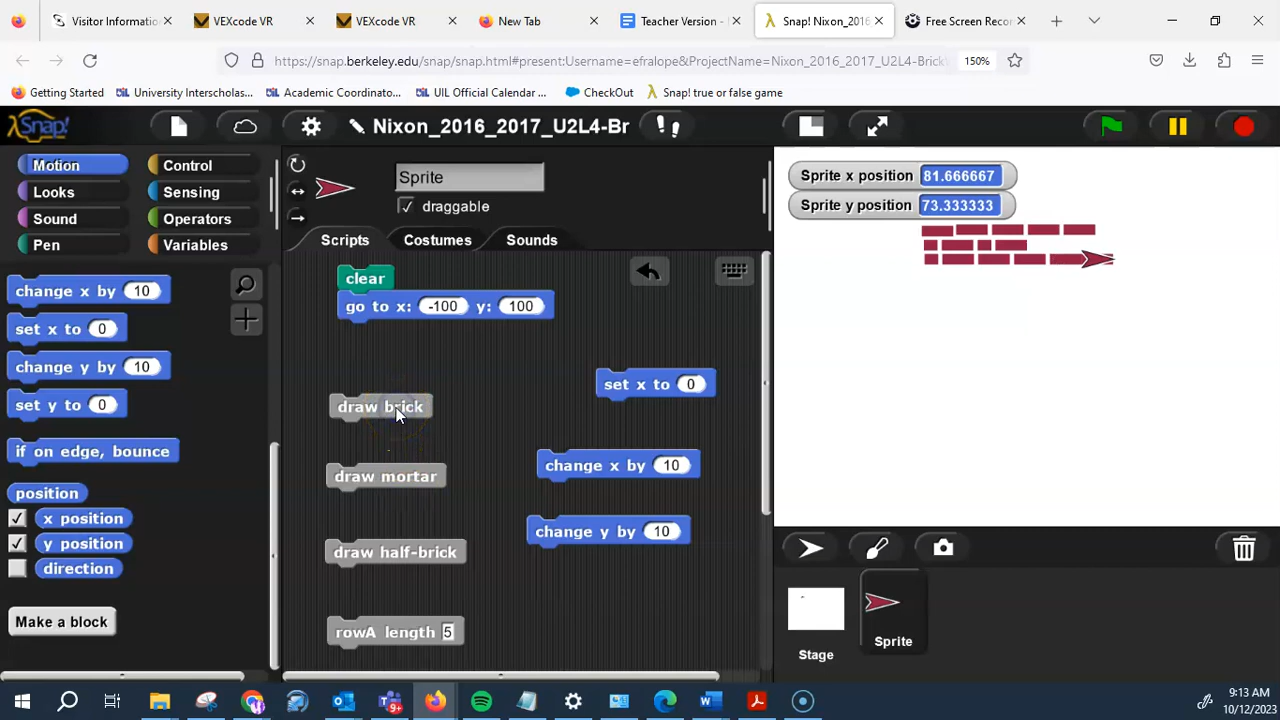 Visitor Informati
VEXcode VR
VEXcode VR
New Tab
Teacher Version -
Snap! Nixon_2016
Free Screen Reco
https://snap.berkeley.edu/snap/snap.html#present:Username=efralope&ProjectName=Nixon_2016_2017_U2L4-Brick
150%
Getting Started
University Interscholas...
Academic Coordinato...
UIL Official Calendar ...
CheckOut
Snap! true or false game
Snap!
Nixon_2016_2017_U2L4-Br
Motion
Control
Looks
Sensing
Sound
Operators
Pen
Variables
Sprite
draggable
Scripts
Costumes
Sounds
Sprite x position 81.666667
Sprite y position 73.333333
change x by 10
set x to 0
change y by 10
set y to 0
if on edge, bounce
position
x position
y position
direction
Make a block
clear
go to x: -100 y: 100
set x to 0
draw brick
change x by 10
draw mortar
change y by 10
draw half-brick
rowA length 5
Stage
Sprite
9+
9:13 AM
10/12/2023